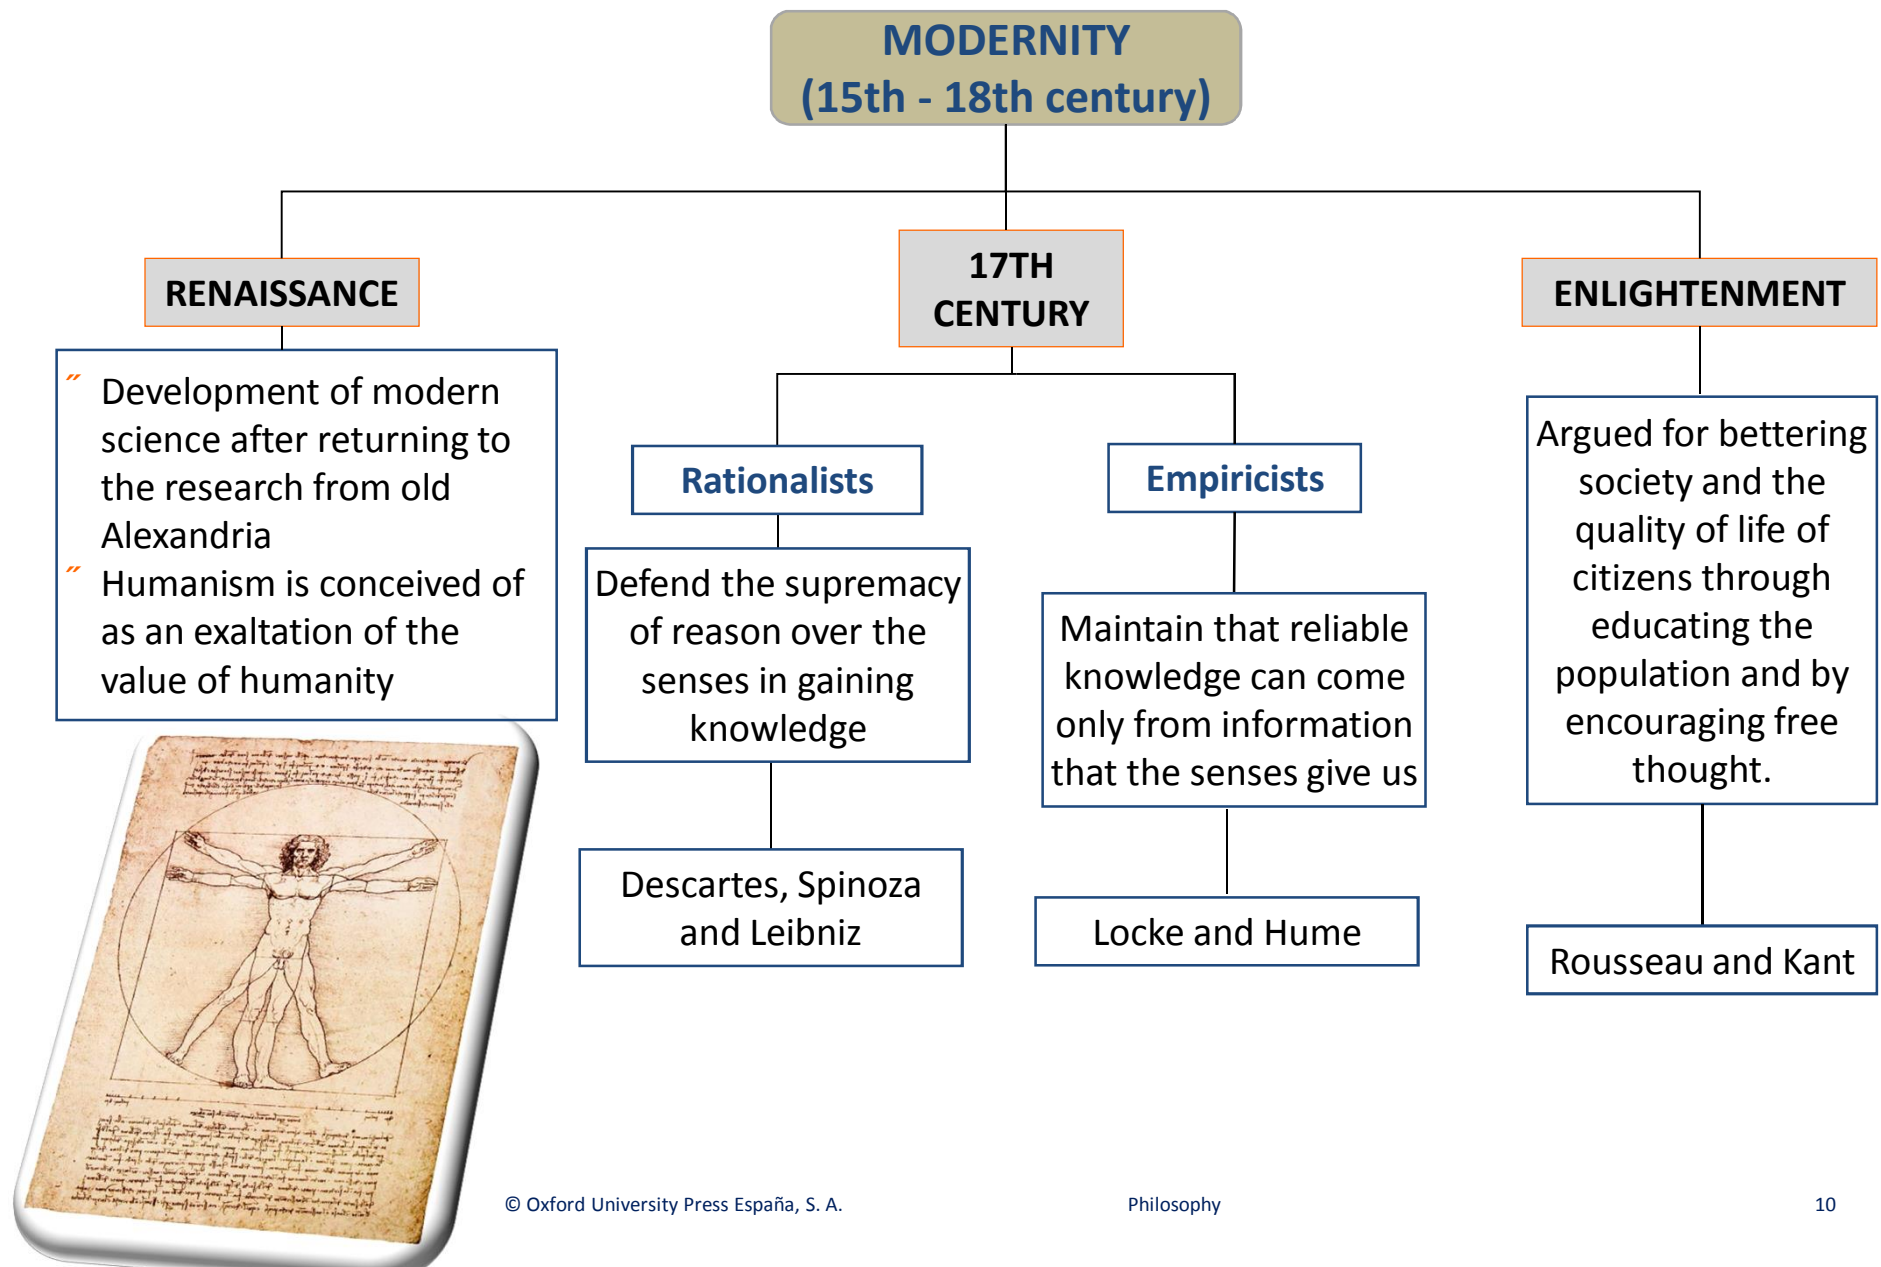 MODERNITY
(15th - 18th century)
RENAISSANCE
Development of modern
science after returning to
the research from old
Alexandria
Humanism is conceived of
as an exaltation of the
value of humanity
17TH
CENTURY
Rationalists
Defend the supremacy
of reason over the
senses in gaining
knowledge
Descartes, Spinoza
and Leibniz
Empiricists
Maintain that reliable
knowledge can come
only from information
that the senses give us
Locke and Hume
ENLIGHTENMENT
Argued for bettering
society and the
quality of life of
citizens through
educating the
population and by
encouraging free
thought.
Rousseau and Kant
© Oxford University Press España, S. A.
Philosophy
10